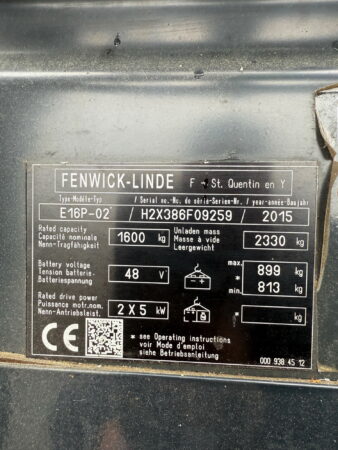 FENWICK-LINDE F - St. Quentin en Y
Type-Modèle-Typ / Serial no.-No. de série-Serien-Nr. / year-année-Baujahr
E16P-02 / H2X386F09259 / 2015
Rated capacity
Capacité nominale 1600 kg
Nenn-Tragfähigkeit
Unladen mass
Masse à vide 2330 kg
Leergewicht
Battery voltage
Tension batterie- 48 V
Batteriespannung
max. 899 kg
*
min. 813 kg
Rated drive power
Puissance motr.nom. 2 X 5 kW
Nenn-Antriebsleist.
* kg
CE
* see Operating instructions
voir Mode d'emploi
siehe Betriebsanleitung
000 938 45 12